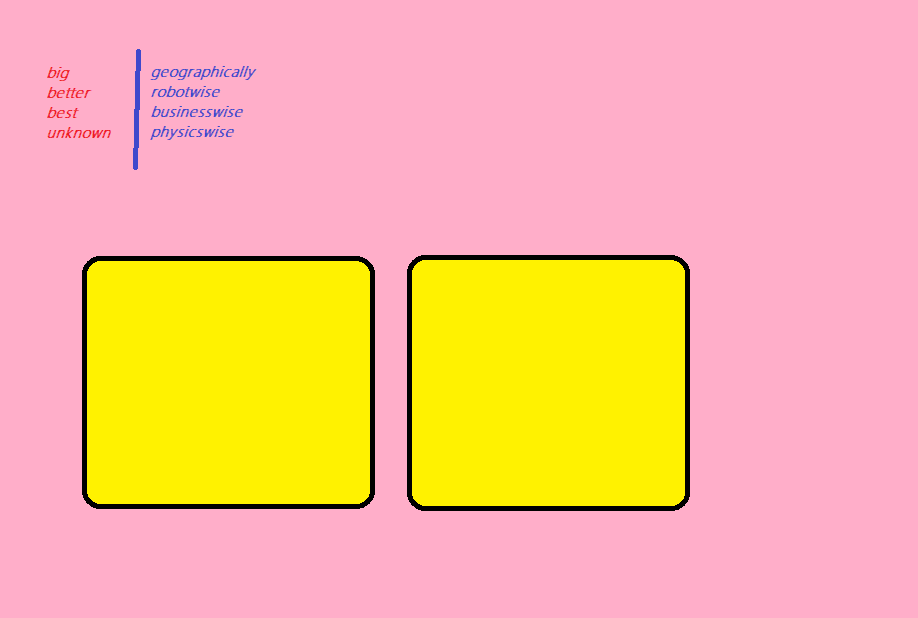 big
better
best
unknown
geographically
robotwise
businesswise
physicswise